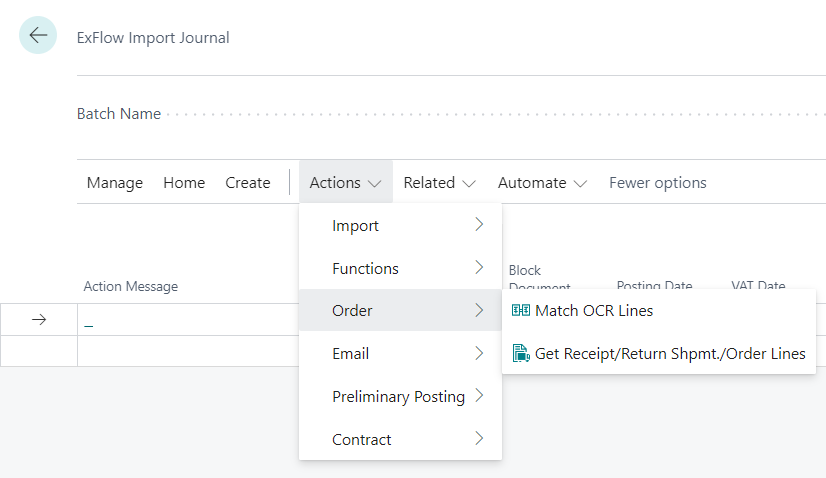 ExFlow Import Journal
Batch Name
Manage Home Create Actions Related Automate Fewer options
Import
Functions
Order
Email
Preliminary Posting
Contract
Action Message
Block
Document
Posting Date
VAT Date
Match OCR Lines
Get Receipt/Return Shpmt./Order Lines